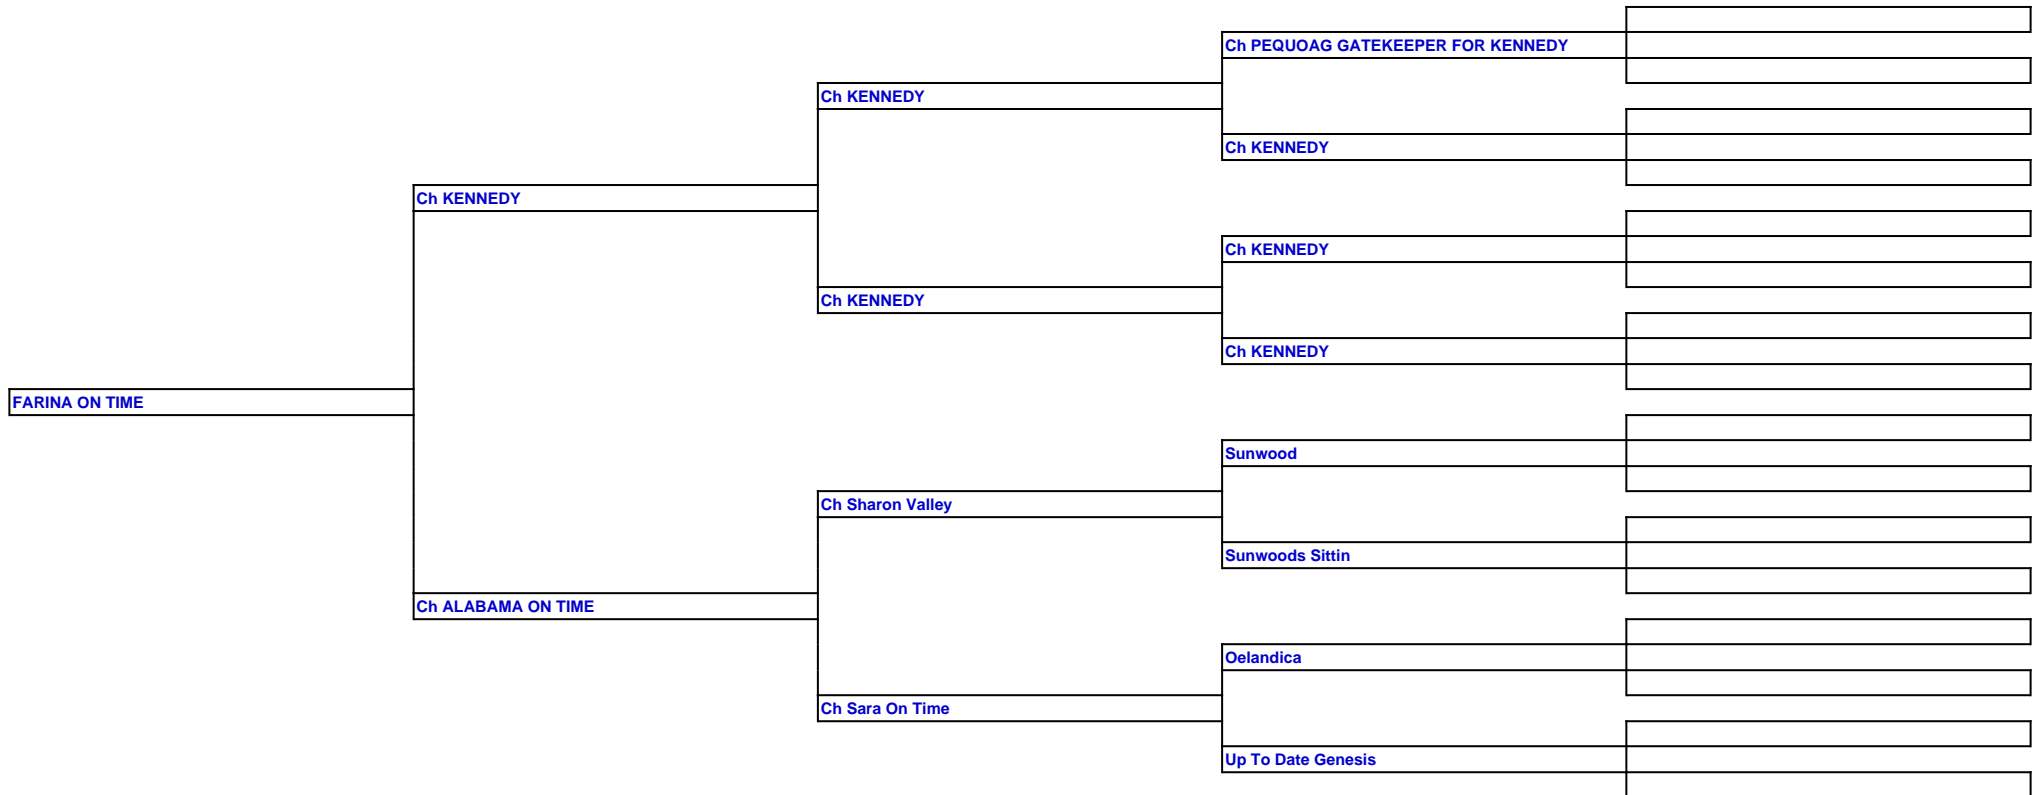 Ch PEQUOAG GATEKEEPER FOR KENNEDY
Ch KENNEDY
Ch KENNEDY
Ch KENNEDY
Ch KENNEDY
Ch KENNEDY
Ch KENNEDY
FARINA ON TIME
Sunwood
Ch Sharon Valley
Sunwoods Sittin
Ch ALABAMA ON TIME
Oelandica
Ch Sara On Time
Up To Date Genesis